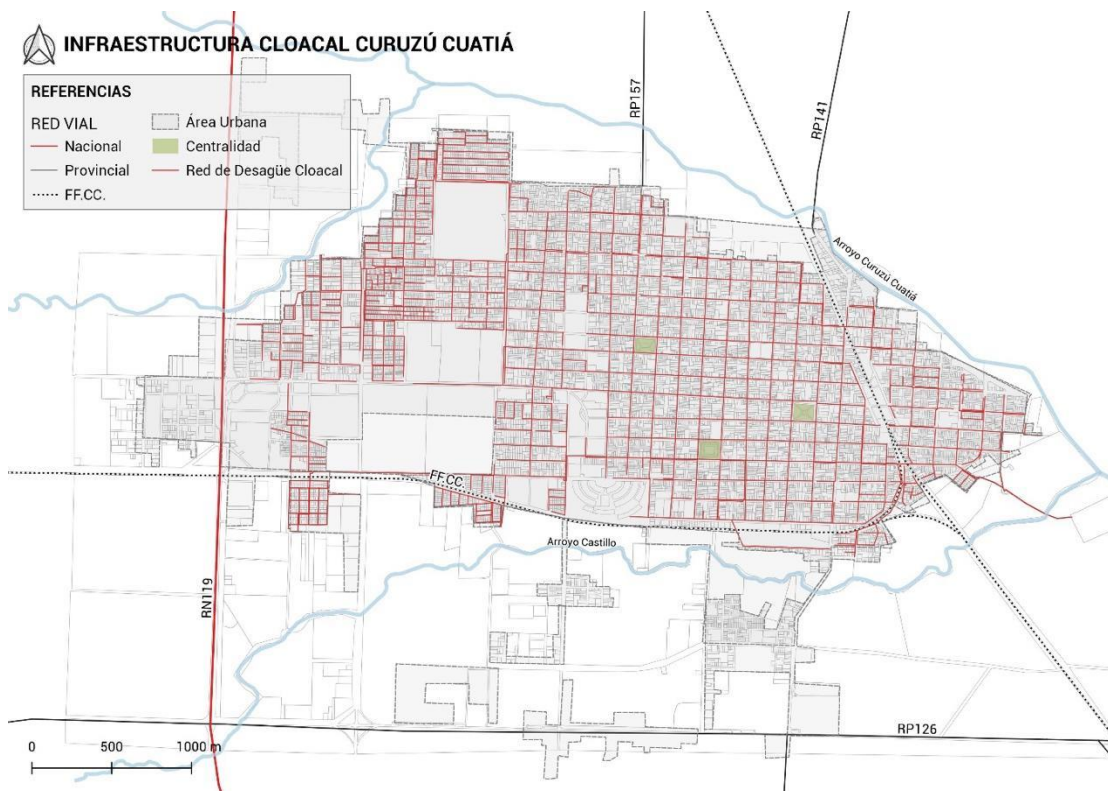 INFRAESTRUCTURA CLOACAL CURUZÚ CUATIÁ
REFERENCIAS
RED VIAL
Nacional
Provincial
FF.CC.
Área Urbana
Centralidad
Red de Desagüe Cloacal
RP157
RP141
Arroyo Curuzú Cuatiá
FF.CC.
Arroyo Castillo
RN119
RP126
0 500 1000 m